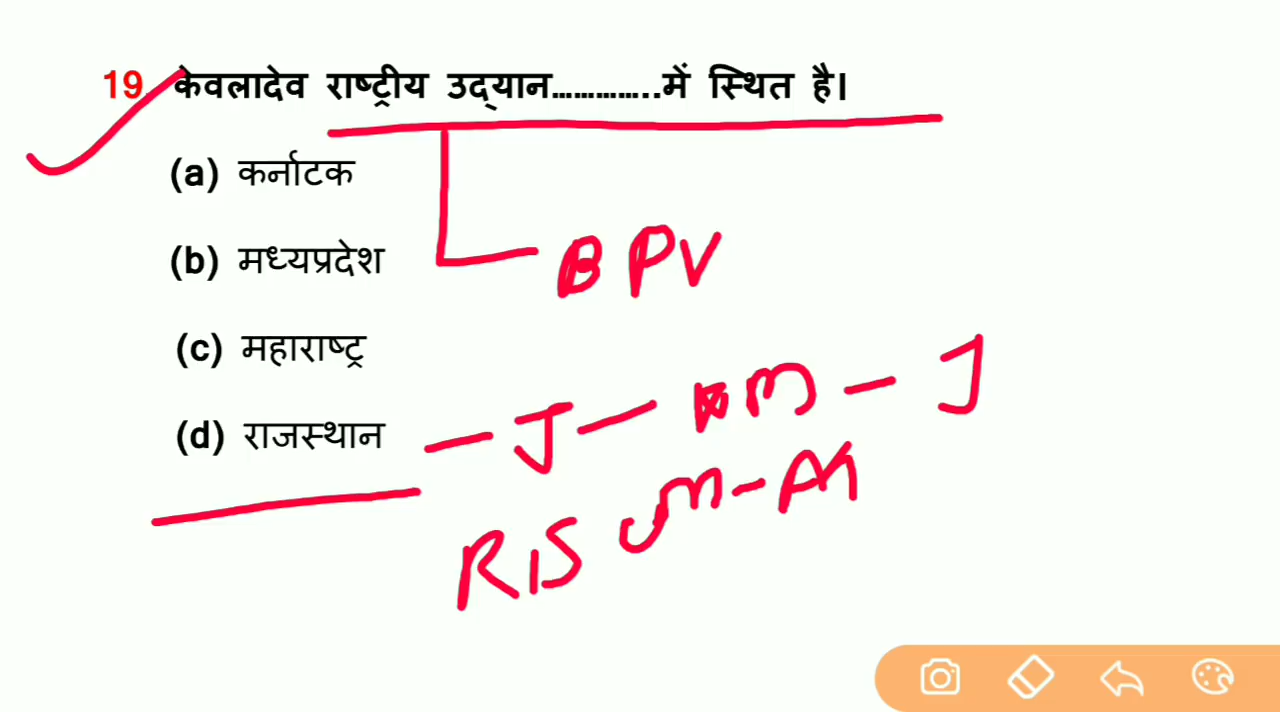 19. केवलादेव राष्ट्रीय उद्यान…………..में स्थित है।
(a) कर्नाटक
(b) मध्यप्रदेश
BPV
(c) महाराष्ट्र
(d) राजस्थान – J – M – J
RIS